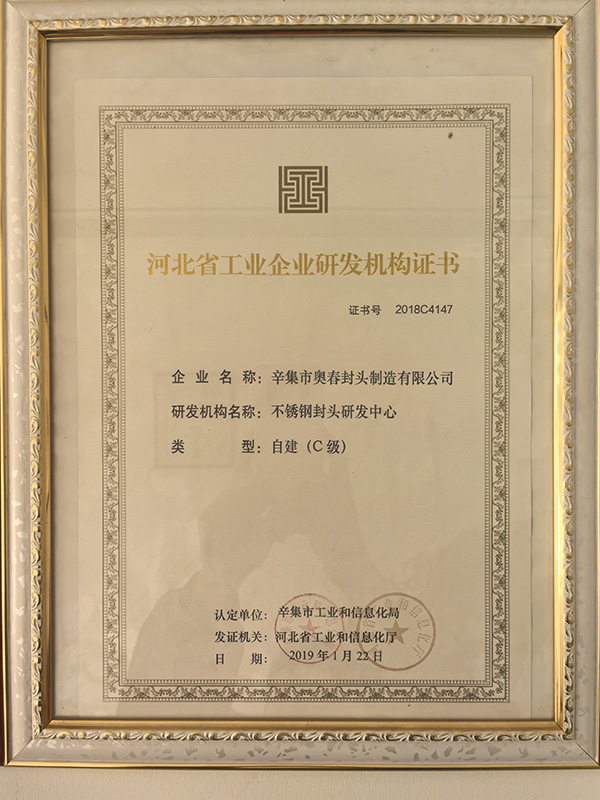 河北省工业企业研发机构证书
证书号 2018C4147
企业名称：辛集市奥春封头制造有限公司
研发机构名称：不锈钢封头研发中心
类型：自建（C级）
认定单位：辛集市工业和信息化局
发证机关：河北省工业和信息化厅
日期：2019年1月22日